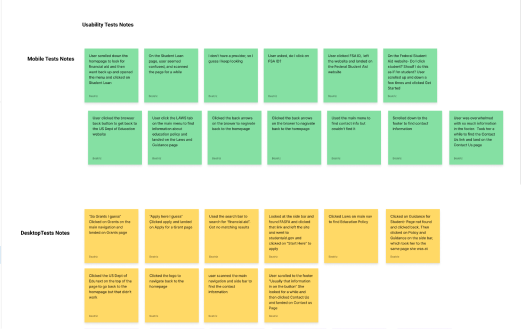 Usability Tests Notes
Mobile Tests Notes
User scrolled down the
homepage to look for
financial aid and then
went back up and opened
the menu and clicked on
Student Loan
On the Student Loan
page, user seemed
confused, and scanned the
page for a while
I don't have a provider, so I
guess I keep looking
User asked, do I click on
FSA ID?
User clicked FSA ID, left
the website and landed on
the Federal Student Aid
website
On the Federal Student
Aid website: Do I click
student? Should I do this
as I'm student? User
scrolled up and down a
few times and clicked Get
Started
User clicked the browser
back button to get back to
the US Dept of Education
website
User click the LAWS tab
on the main menu to find
information about
education policy and
landed on the Laws and
Guidance page
Clicked the back arrows
on the browser to navigate
back to the homepage
Clicked the back arrows
on the browser to navigate
back to the homepage
Used the main menu to
find contact info but
couldn't find it
Scrolled down to the
footer to find contact
information
User was overwhelmed
with so much information
in the footer. Took her a
while to find the Contact
Us link and land on the
Contact Us page
DesktopTests Notes
"Go Grants I guess"
Clicked on Grants on the
main navigation and
landed on Grants page
"Apply here I guess"
Clicked apply and landed
on Apply for a Grant page
Used the search bar to
search for "financial aid"
Got no matching results
Looked at the side bar and
found FAFSA and clicked
that link and left the site
and went to
studentaid.gov and
clicked on "Start Here" to
apply
Clicked Laws on main nav
to find Education Policy
Clicked on Guidance for
Student: Page not found
and clicked back. Then
clicked on Policy and
Guidance on the side bar,
which took her to the
same page she was at
Clicked the US Dept of
Edu next on the top of the
page to go back to the
homepage but that didn't
work
Clicked the logo to
navigate back to the
homepage
user scanned the main
navigation and side bar to
find the contact
information
User scrolled to the footer
"Usually that information
is on the bottom" She
looked for a while and
then clicked Contact Us
and landed on Contact us
Page